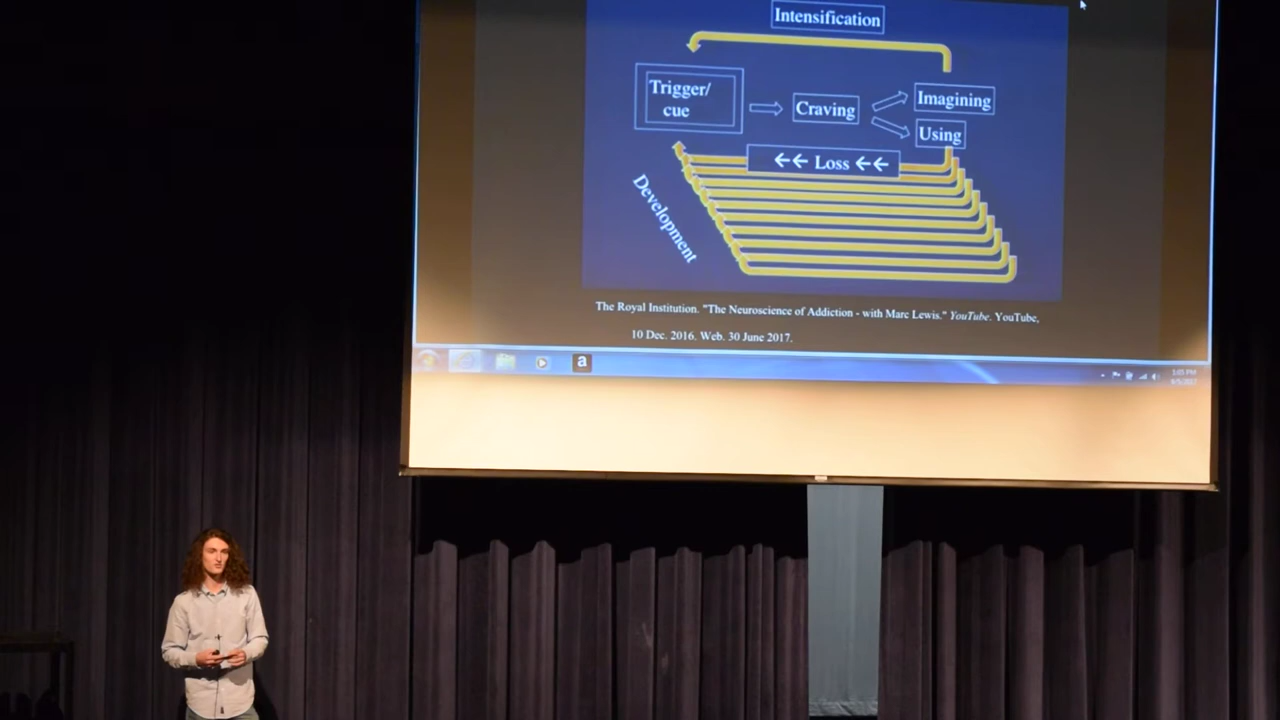 Intensification
Trigger/
cue
Craving
Imagining
Using
←← Loss ←←
Development
The Royal Institution. "The Neuroscience of Addiction - with Marc Lewis." YouTube. YouTube,
10 Dec. 2016. Web. 30 June 2017.
a